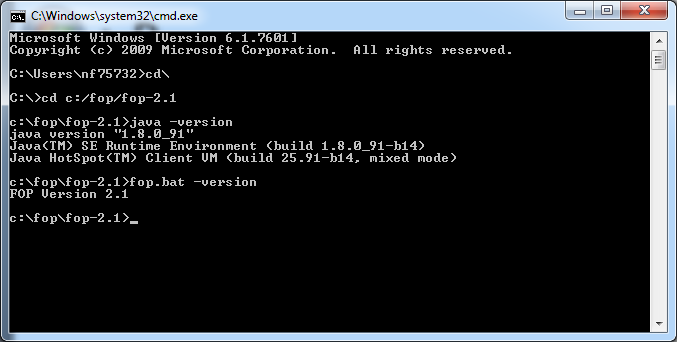 C:\Windows\system32\cmd.exe
Microsoft Windows [Version 6.1.7601]
Copyright (c) 2009 Microsoft Corporation.  All rights reserved.
C:\Users\nf75732>cd\
C:\>cd c:/fop/fop-2.1
c:\fop\fop-2.1>java -version
java version "1.8.0_91"
Java(TM) SE Runtime Environment (build 1.8.0_91-b14)
Java HotSpot(TM) Client VM (build 25.91-b14, mixed mode)
c:\fop\fop-2.1>fop.bat -version
FOP Version 2.1
c:\fop\fop-2.1>_